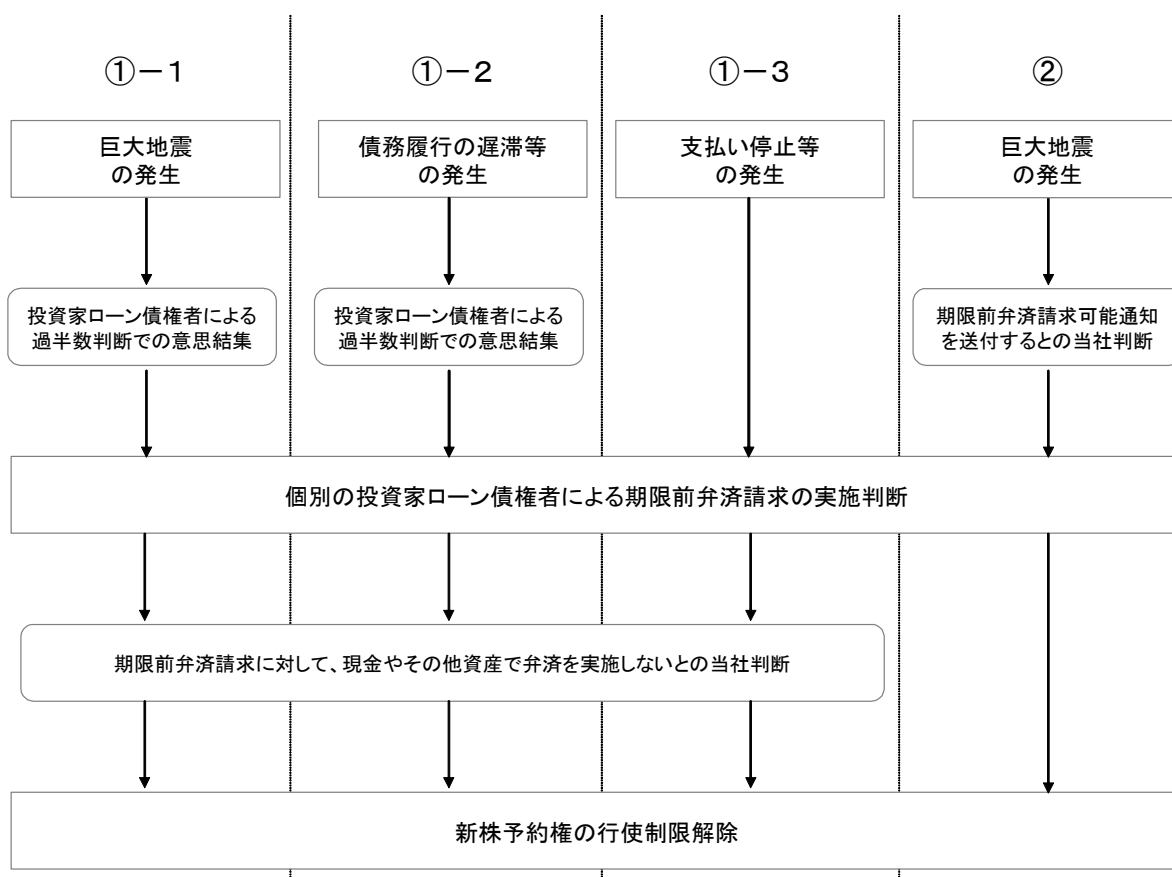 ①－1
①－2
①－3
②
巨大地震
の発生
債務履行の遅滞等
の発生
支払い停止等
の発生
巨大地震
の発生
投資家ローン債権者による
過半数判断での意思結集
投資家ローン債権者による
過半数判断での意思結集
期限前弁済請求可能通知
を送付するとの当社判断
個別の投資家ローン債権者による期限前弁済請求の実施判断
期限前弁済請求に対して、現金やその他資産で弁済を実施しないとの当社判断
新株予約権の行使制限解除